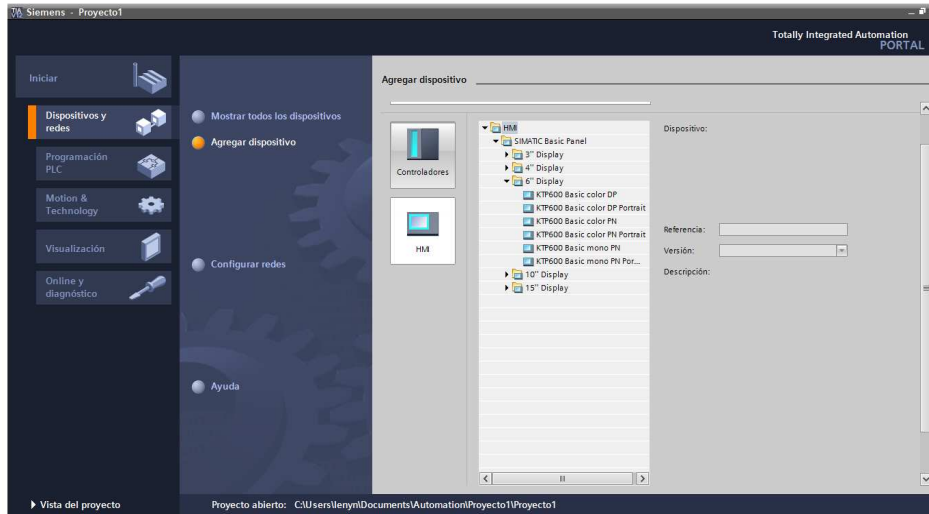 Siemens - Proyecto1
Totally Integrated Automation
PORTAL
Iniciar
Dispositivos y
redes
Programación
PLC
Motion &
Technology
Visualización
Online y
diagnóstico
Mostrar todos los dispositivos
Agregar dispositivo
Configurar redes
Ayuda
Agregar dispositivo
Controladores
HMI
HMI
SIMATIC Basic Panel
3" Display
4" Display
6" Display
KTP600 Basic color DP
KTP600 Basic color DP Portrait
KTP600 Basic color PN
KTP600 Basic color PN Portrait
KTP600 Basic mono PN
KTP600 Basic mono PN Por...
10" Display
15" Display
Dispositivo:
Referencia:
Versión:
Descripción:
Vista del proyecto
Proyecto abierto: C:\Users\lenyn\Documents\Automation\Proyecto1\Proyecto1